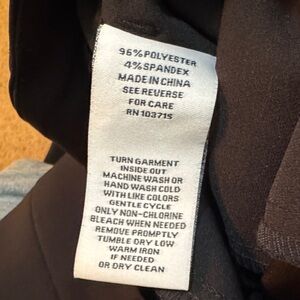 96% POLYESTER
4% SPANDEX
MADE IN CHINA
SEE REVERSE
FOR CARE
RN 103715
TURN GARMENT
INSIDE OUT
MACHINE WASH OR
HAND WASH COLD
WITH LIKE COLORS
GENTLE CYCLE
ONLY NON-CHLORINE
BLEACH WHEN NEEDED
REMOVE PROMPTLY
TUMBLE DRY LOW
WARM IRON
IF NEEDED
OR DRY CLEAN